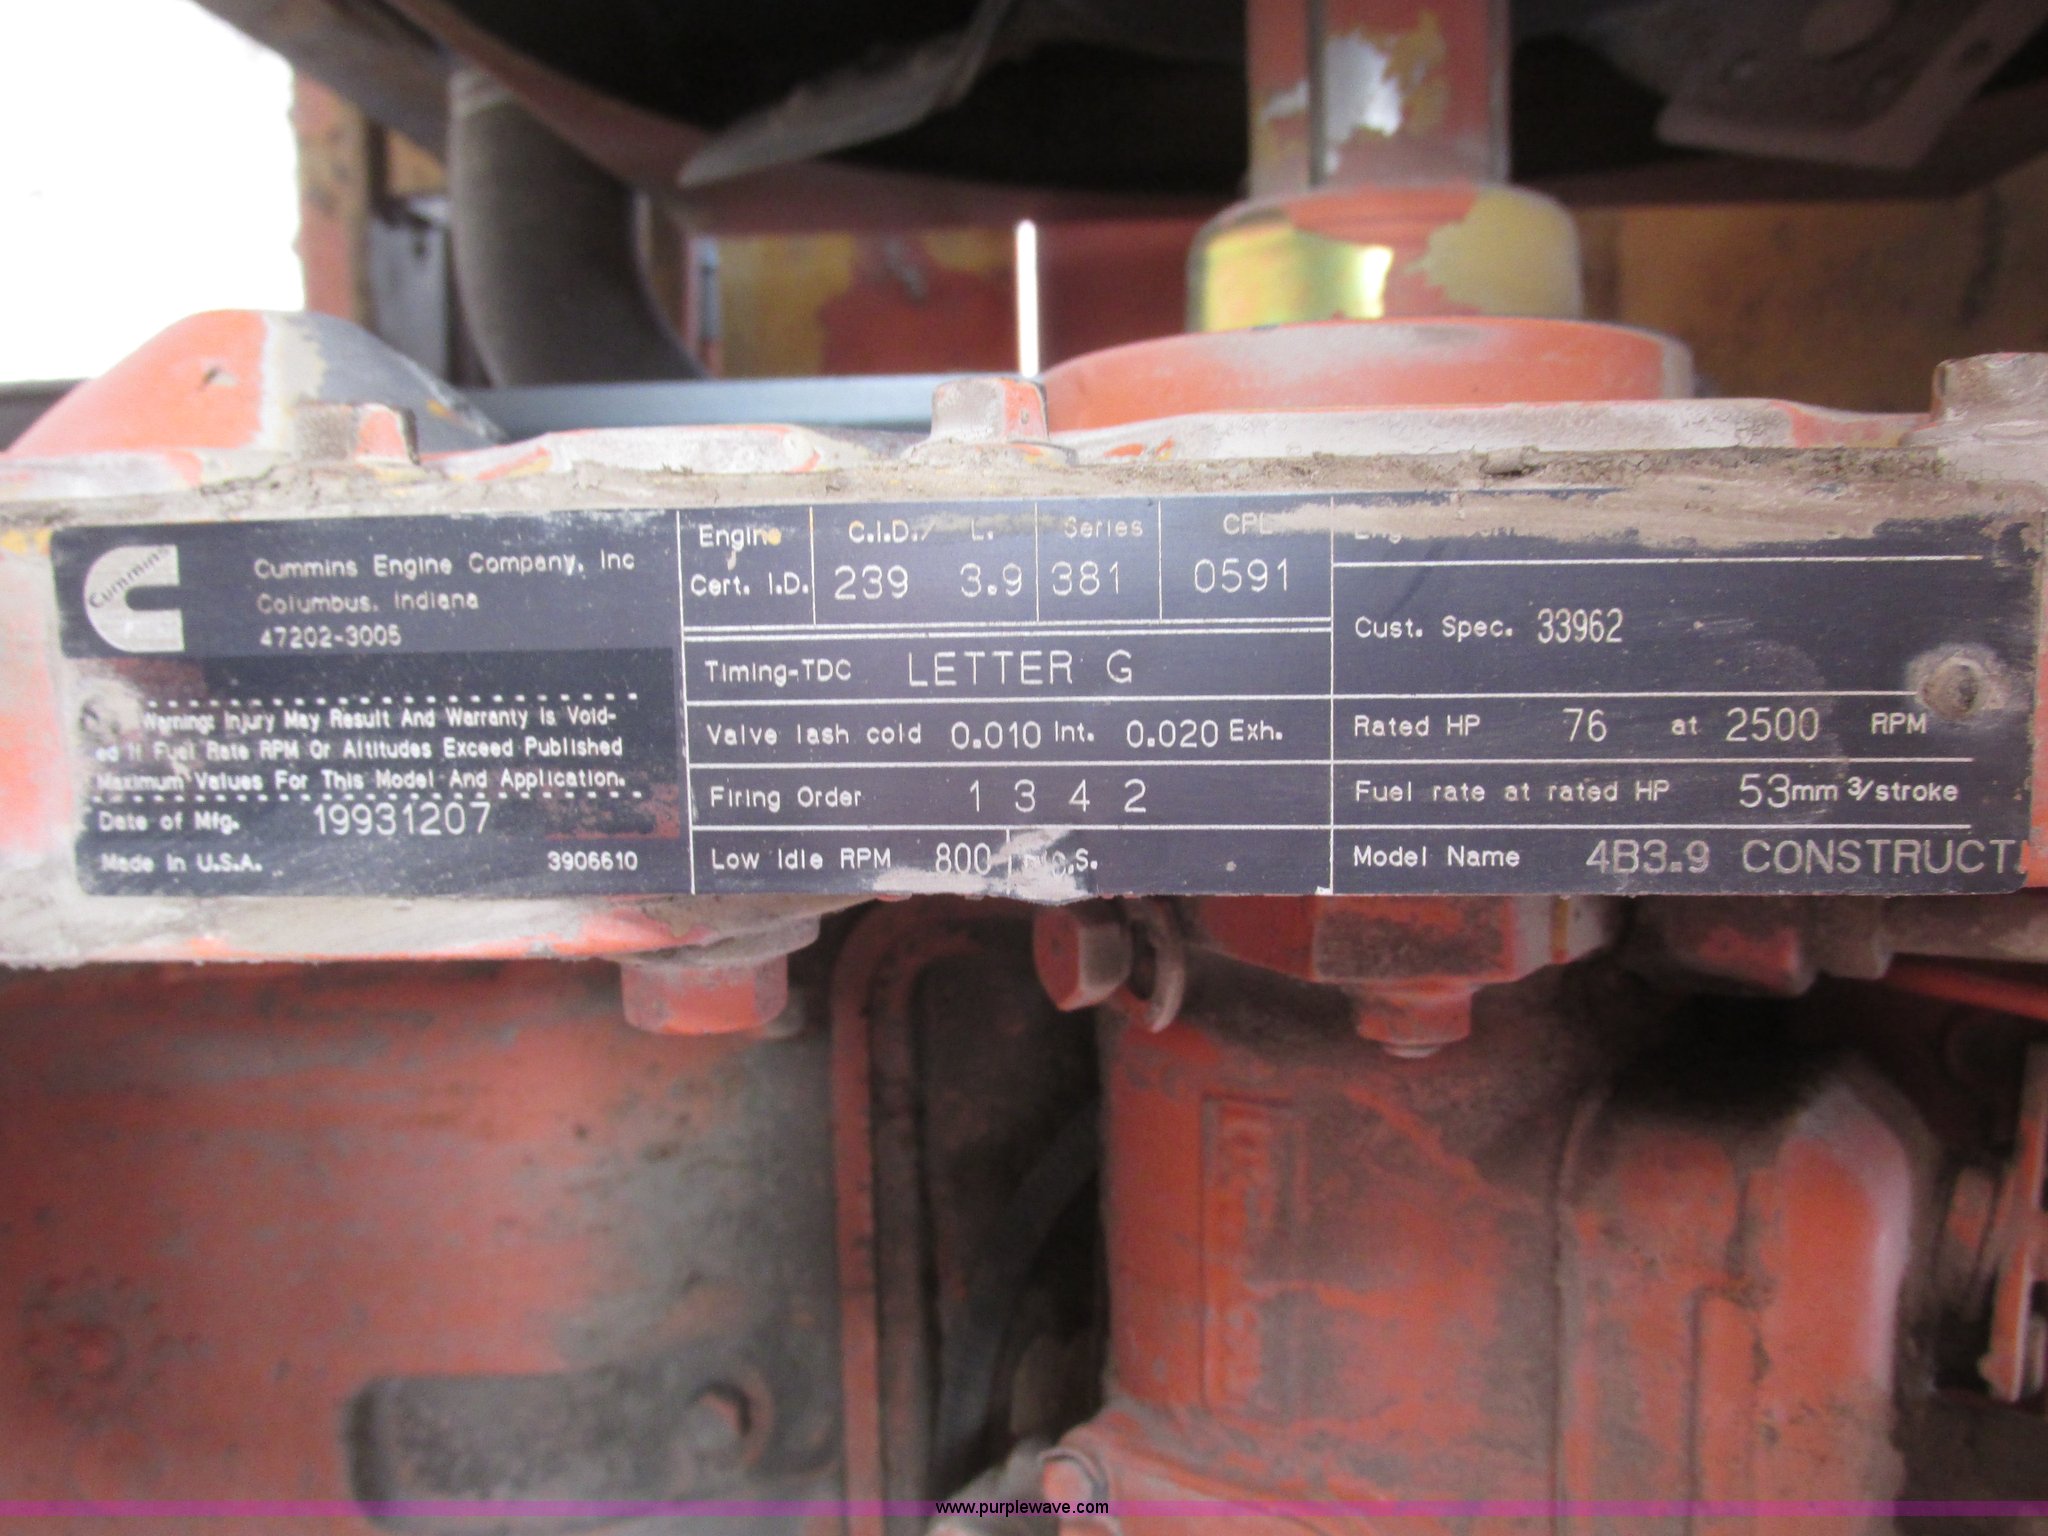 Cummins
Cummins Engine Company, Inc
Columbus, Indiana
47202-3005
Warning: Injury May Result And Warranty Is Void-
ed If Fuel Rate RPM Or Altitudes Exceed Published
Maximum Values For This Model And Application.
Date of Mfg. 19931207
Made In U.S.A. 3906610
Engine C.I.D./ L. Series CPL
Cert. I.D. 239 3.9 381 0591
Timing-TDC LETTER G
Valve lash cold 0.010 Int. 0.020 Exh.
Firing Order 1 3 4 2
Low Idle RPM 800
Cust. Spec. 33962
Rated HP 76 at 2500 RPM
Fuel rate at rated HP 53mm³/stroke
Model Name 4B3.9 CONSTRUCT.
www.purplewave.com